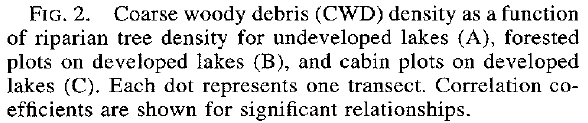 FIG. 2. Coarse woody debris (CWD) density as a function
of riparian tree density for undeveloped lakes (A), forested
plots on developed lakes (B), and cabin plots on developed
lakes (C). Each dot represents one transect. Correlation co-
efficients are shown for significant relationships.